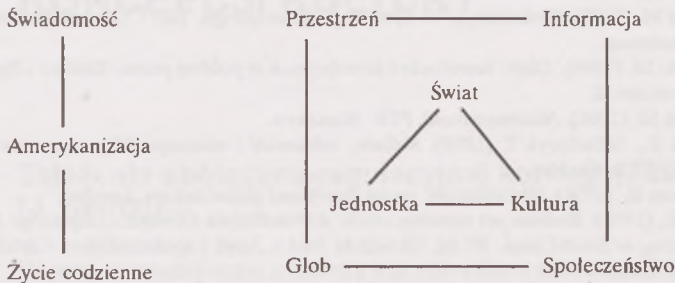 Świadomość
Przestrzeń
Informacja
Świat
Amerykanizacja
Jednostka
Kultura
Życie codzienne
Glob
Społeczeństwo